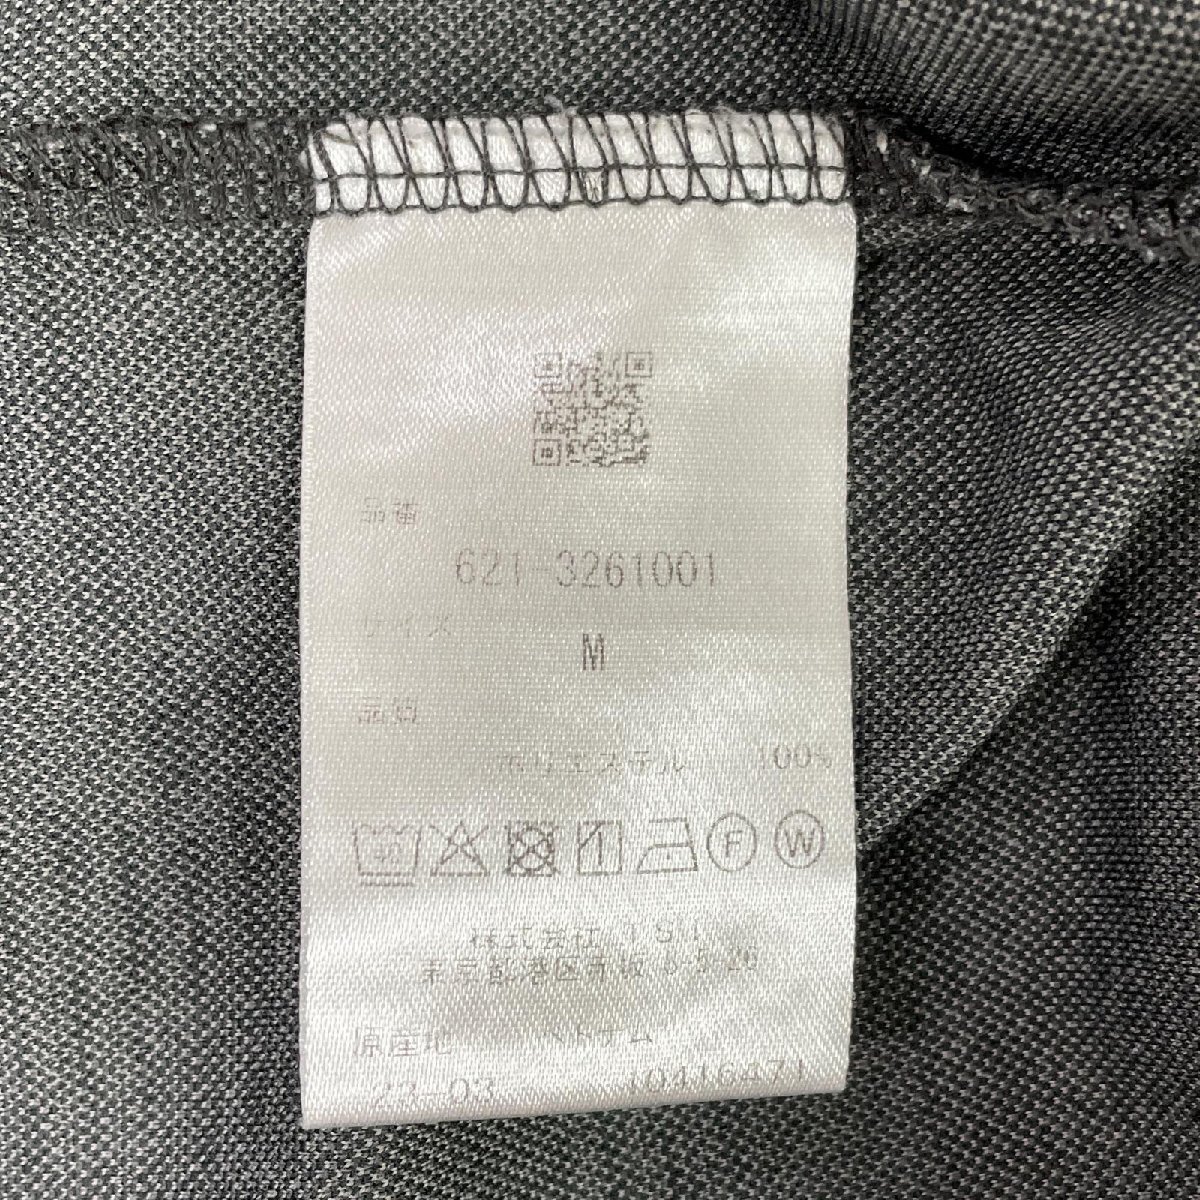 品番
621-3261001
サイズ
M
品質
ポリエステル 100%
40
F W
株式会社 TSI
東京都港区赤坂 8-5-26
原産地 ベトナム
23-03 10416471